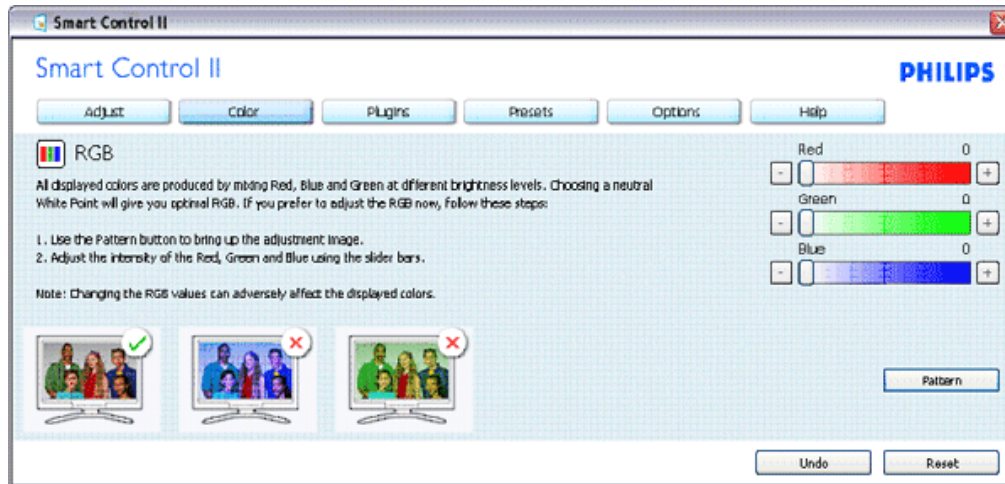 Smart Control II
Smart Control II
PHILIPS
Adjust Color Plugins Presets Options Help
RGB
All displayed colors are produced by mixing Red, Blue and Green at different brightness levels. Choosing a neutral
White Point will give you optimal RGB. If you prefer to adjust the RGB now, follow these steps:
1. Use the Pattern button to bring up the adjustment image.
2. Adjust the intensity of the Red, Green and Blue using the slider bars.
Note: Changing the RGB values can adversely affect the displayed colors.
Red 0
- +
Green 0
- +
Blue 0
- +
Pattern
Undo Reset